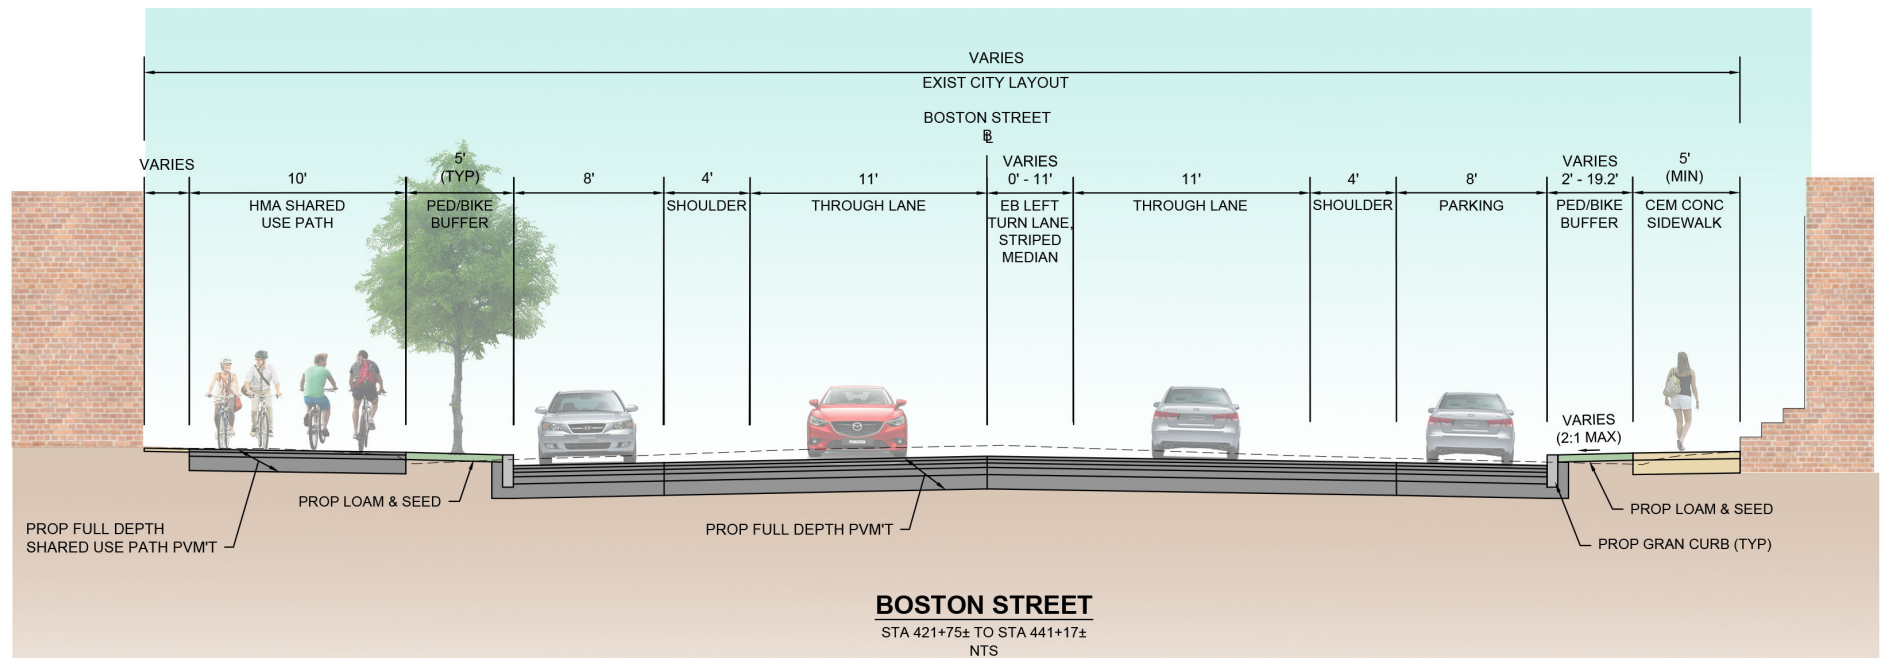 VARIES
EXIST CITY LAYOUT
BOSTON STREET
VARIES
10'
HMA SHARED
USE PATH
5'
(TYP)
PED/BIKE
BUFFER
8'
4'
SHOULDER
11'
THROUGH LANE
VARIES
0' - 11'
EB LEFT
TURN LANE,
STRIPED
MEDIAN
11'
THROUGH LANE
4'
SHOULDER
8'
PARKING
VARIES
2' - 19.2'
PED/BIKE
BUFFER
5'
(MIN)
CEM CONC
SIDEWALK
VARIES
(2:1 MAX)
PROP LOAM & SEED
PROP FULL DEPTH
SHARED USE PATH PVM'T
PROP FULL DEPTH PVM'T
PROP LOAM & SEED
PROP GRAN CURB (TYP)
BOSTON STREET
STA 421+75± TO STA 441+17±
NTS